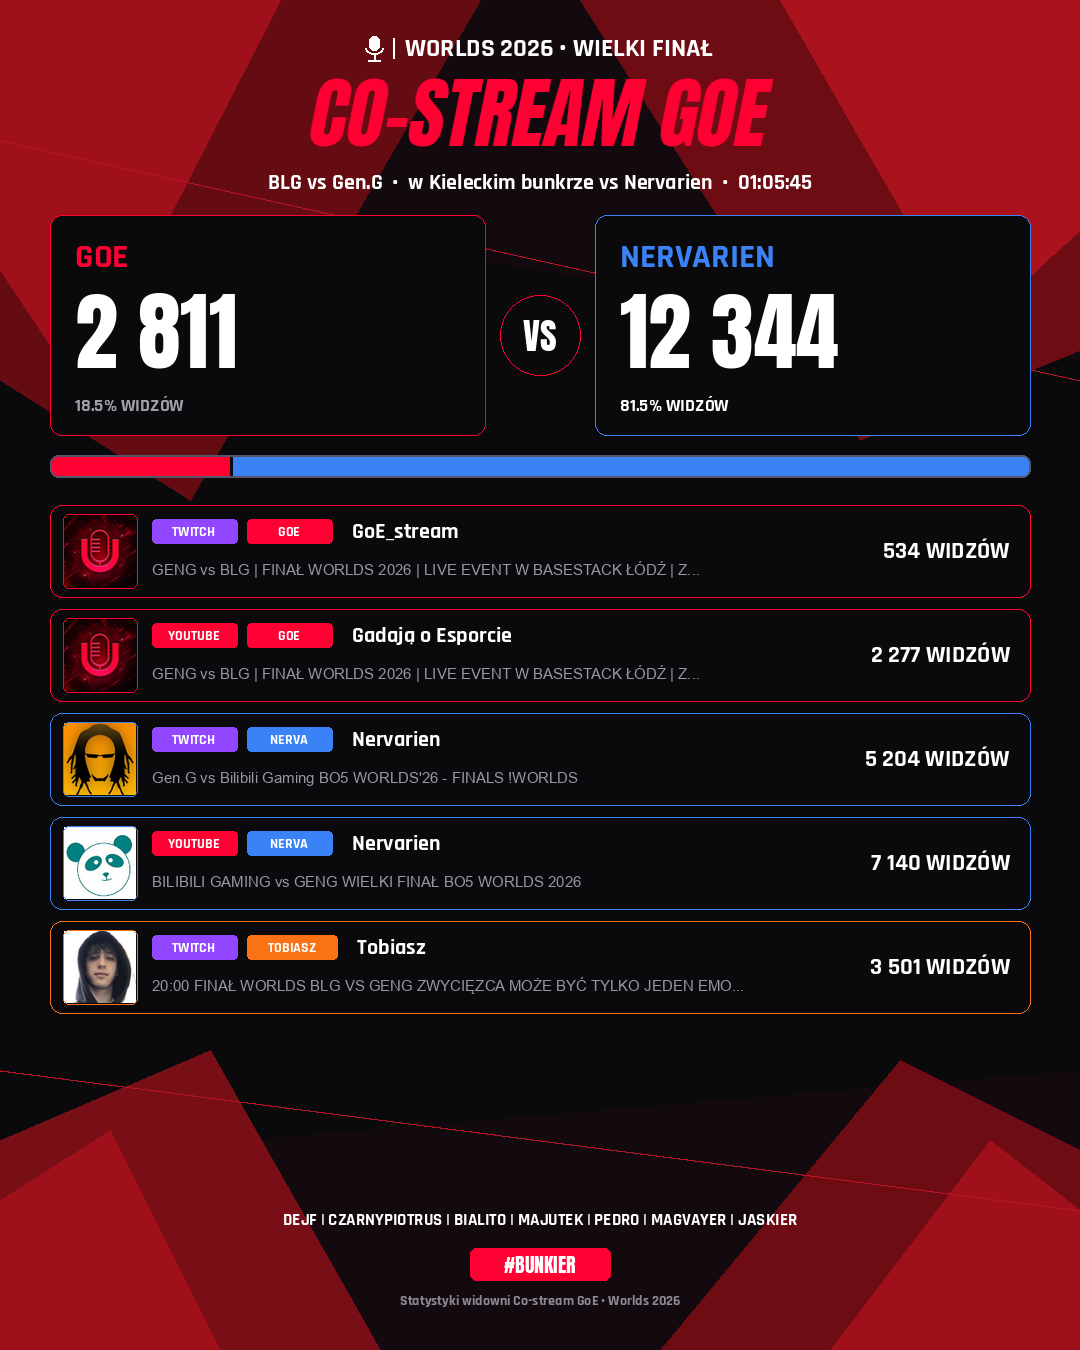 | WORLDS 2026 • WIELKI FINAŁ
CO-STREAM GOE
BLG vs Gen.G • w Kieleckim bunkrze vs Nervarien • 01:05:45
GOE
2 811
18.5% WIDZÓW
VS
NERVARIEN
12 344
81.5% WIDZÓW
TWITCH GOE GoE_stream
GENG vs BLG | FINAŁ WORLDS 2026 | LIVE EVENT W BASESTACK ŁÓDŹ | Z...
534 WIDZÓW
YOUTUBE GOE Gadają o Esporcie
GENG vs BLG | FINAŁ WORLDS 2026 | LIVE EVENT W BASESTACK ŁÓDŹ | Z...
2 277 WIDZÓW
TWITCH NERVA Nervarien
Gen.G vs Bilibili Gaming BO5 WORLDS'26 - FINALS !WORLDS
5 204 WIDZÓW
YOUTUBE NERVA Nervarien
BILIBILI GAMING vs GENG WIELKI FINAŁ BO5 WORLDS 2026
7 140 WIDZÓW
TWITCH TOBIASZ Tobiasz
20:00 FINAŁ WORLDS BLG VS GENG ZWYCIĘZCA MOŻE BYĆ TYLKO JEDEN EMO...
3 501 WIDZÓW
DEJF | CZARNYPIOTRUS | BIALITO | MAJUTEK | PEDRO | MAGVAYER | JASKIER
#BUNKIER
Statystyki widowni Co-stream GoE • Worlds 2026